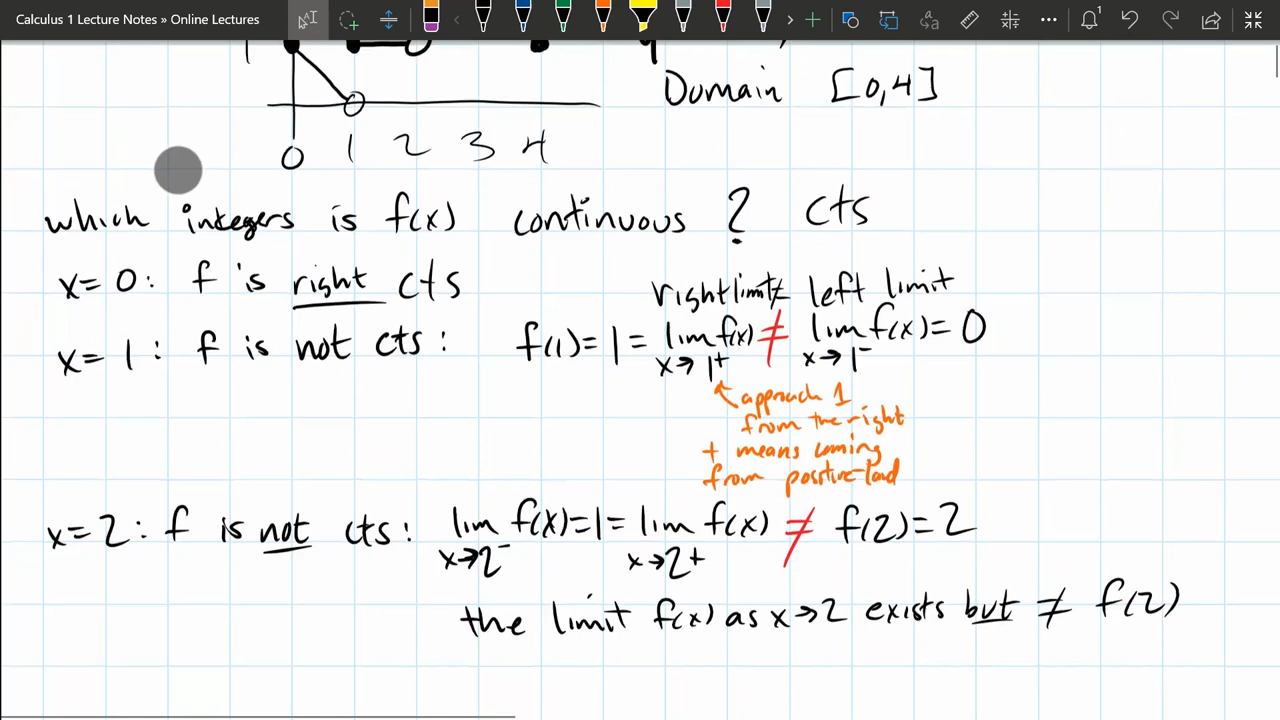 Calculus 1 Lecture Notes » Online Lectures
Domain [0,4]
0 1 2 3 4
which integers is f(x) continuous ? cts
x=0: f is right cts
right limit ≠ left limit
x=1: f is not cts: f(1)=1= lim x→1⁺ f(x) ≠ lim x→1⁻ f(x)=0
approach 1
from the right
+ means coming
from positive-land
x=2: f is not cts: lim x→2⁻ f(x)=1= lim x→2⁺ f(x) ≠ f(2)=2
the limit f(x) as x→2 exists but ≠ f(2)